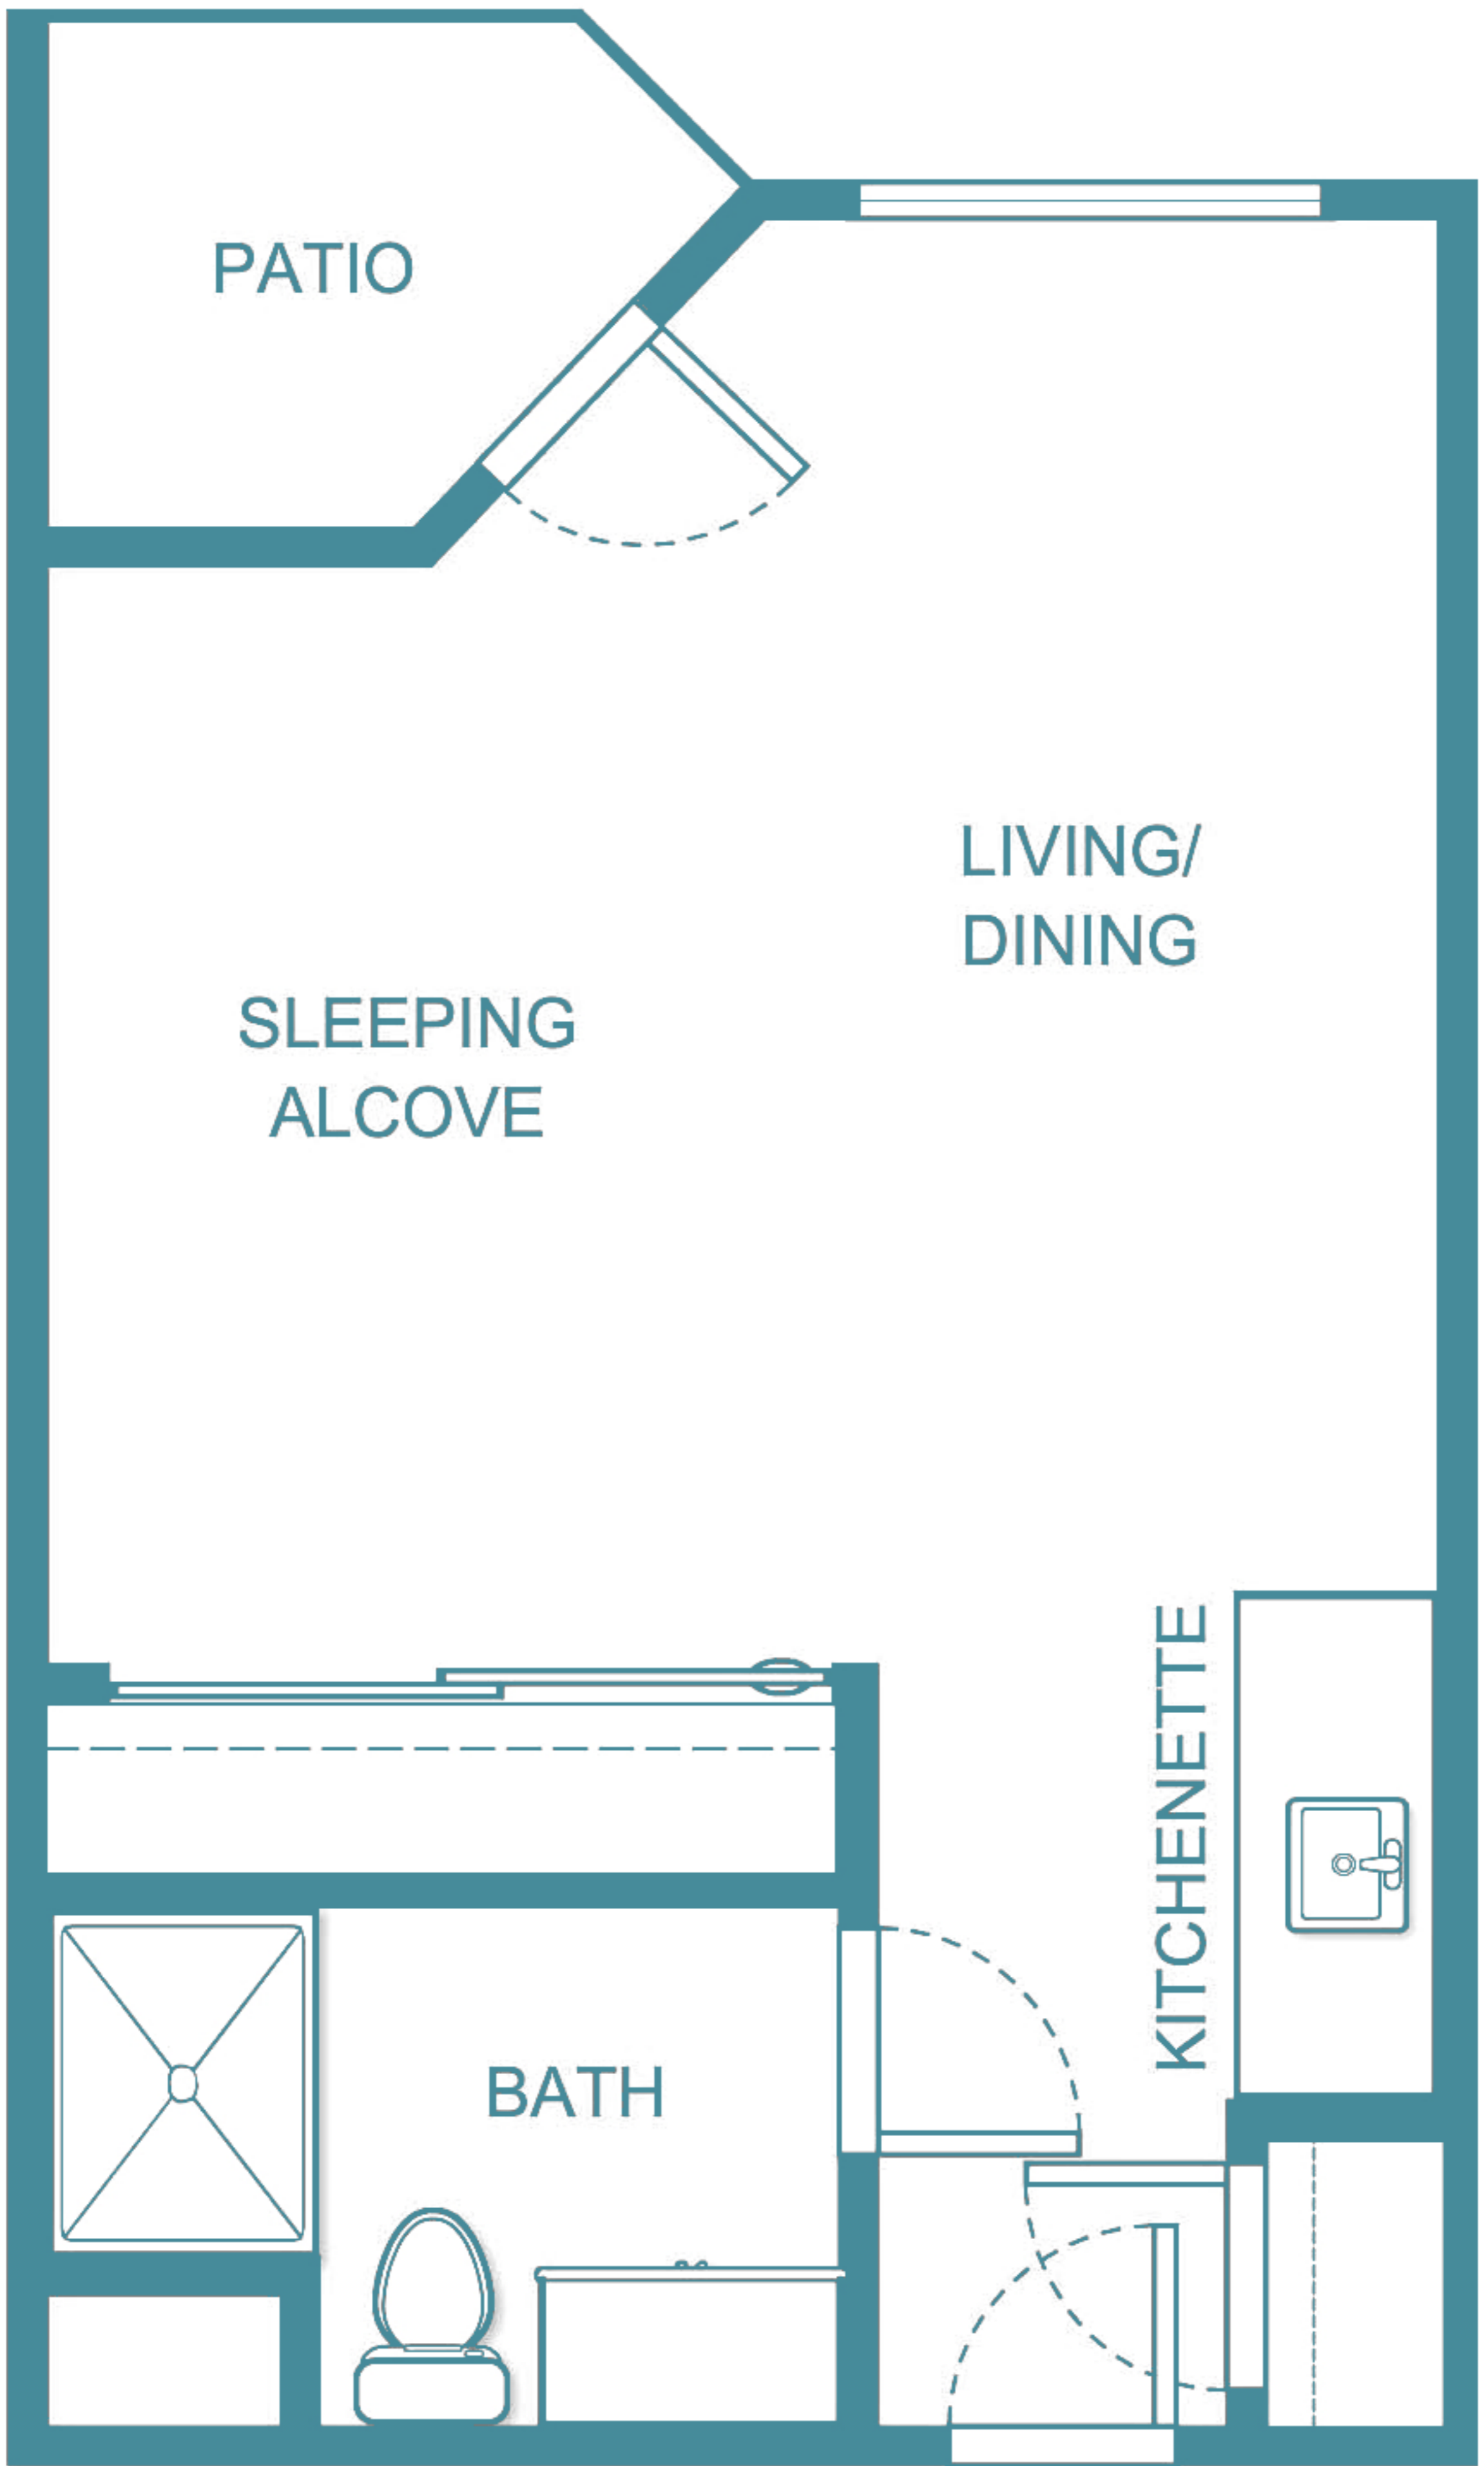 PATIO
LIVING/
DINING
SLEEPING
ALCOVE
KITCHENETTE
BATH